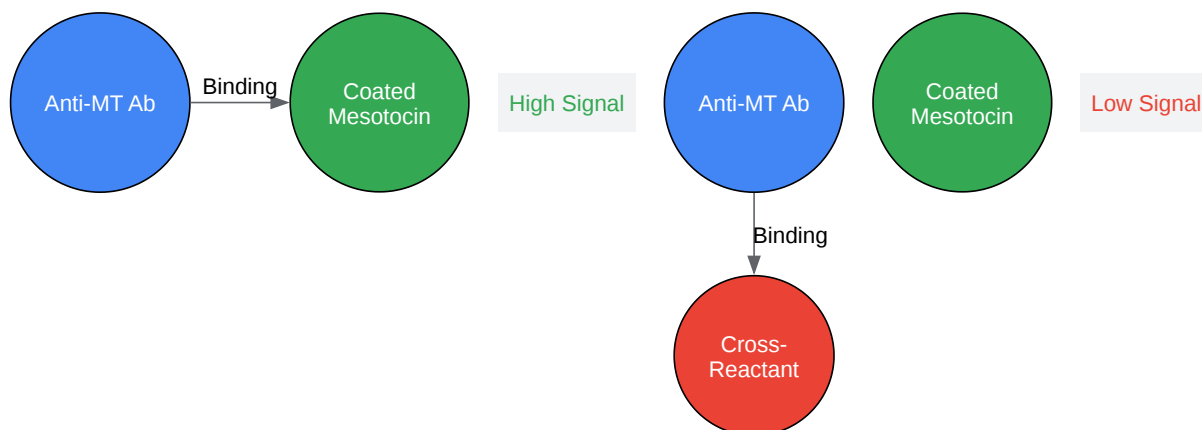 Anti-MT Ab
Binding
Coated
Mesotocin
High Signal
Anti-MT Ab
Coated
Mesotocin
Low Signal
Binding
Cross-
Reactant